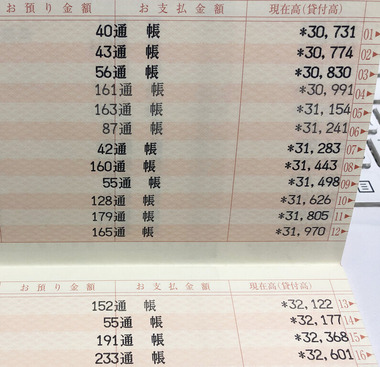 お預り金額 お支払金額 現在高(貸付高)
40通 帳 *30,731 01▶
43通 帳 *30,774 02▶
56通 帳 *30,830 03▶
161通 帳 *30,991 04▶
163通 帳 *31,154 05▶
87通 帳 *31,241 06▶
42通 帳 *31,283 07▶
160通 帳 *31,443 08▶
55通 帳 *31,498 09▶
128通 帳 *31,626 10▶
179通 帳 *31,805 11▶
165通 帳 *31,970 12▶
お預り金額 お支払金額 現在高(貸付高)
152通 帳 *32,122 13▶
55通 帳 *32,177 14▶
191通 帳 *32,368 15▶
233通 帳 *32,601 16▶